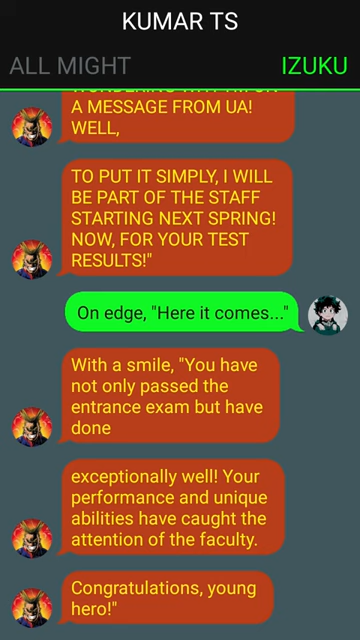 KUMAR TS
ALL MIGHT
IZUKU
A MESSAGE FROM UA!
WELL,
TO PUT IT SIMPLY, I WILL
BE PART OF THE STAFF
STARTING NEXT SPRING!
NOW, FOR YOUR TEST
RESULTS!"
On edge, "Here it comes..."
With a smile, "You have
not only passed the
entrance exam but have
done
exceptionally well! Your
performance and unique
abilities have caught the
attention of the faculty.
Congratulations, young
hero!"